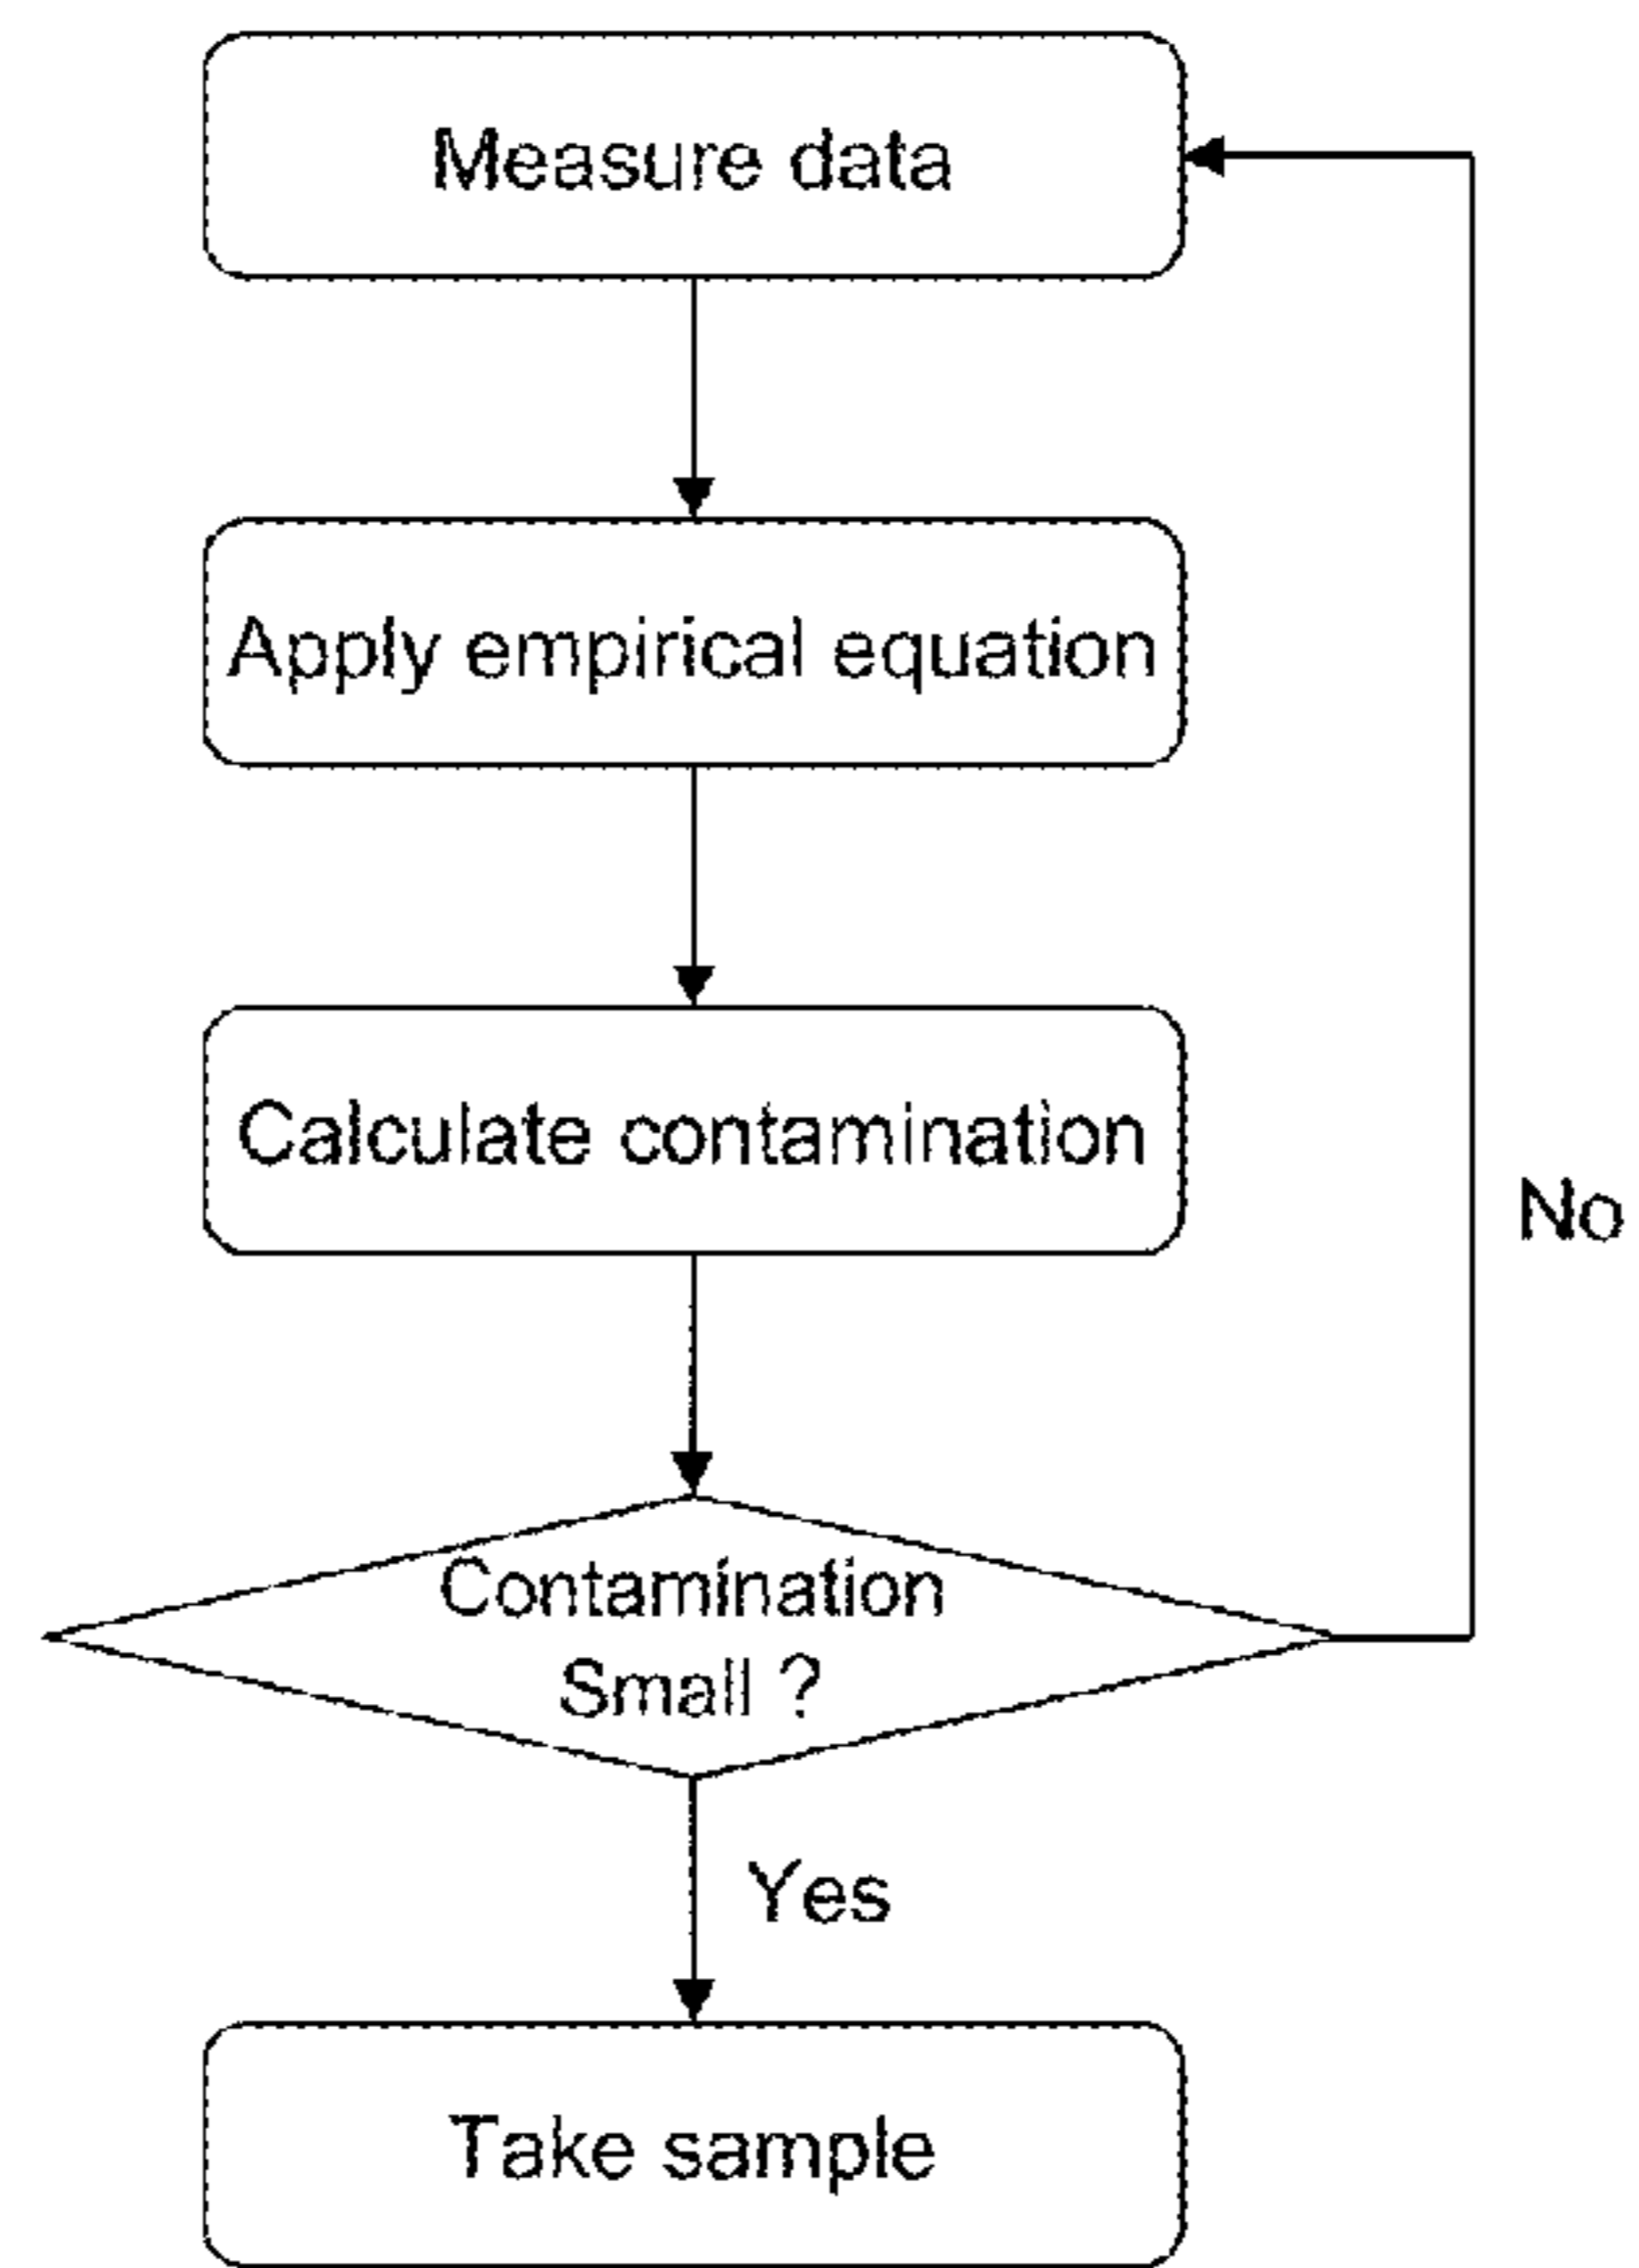 Measure data
Apply empirical equation
Calculate contamination
No
Contamination
Small ?
Yes
Take sample